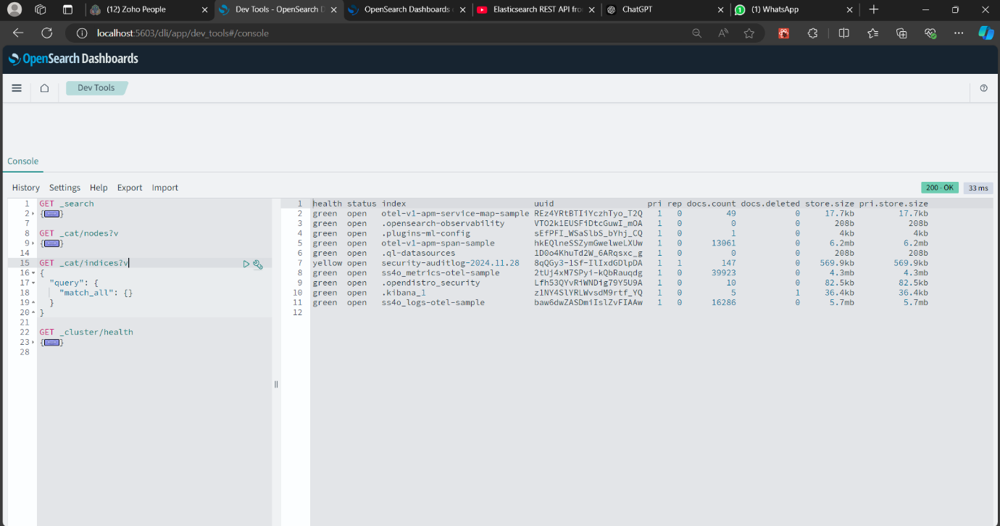 (12) Zoho People
Dev Tools - OpenSearch D
OpenSearch Dashboards
Elasticsearch REST API fro
ChatGPT
(1) WhatsApp
localhost:5603/dli/app/dev_tools#/console
OpenSearch Dashboards
Dev Tools
Console
History Settings Help Export Import
200 - OK 33 ms
1 GET _search
2 {
7
8 GET _cat/nodes?v
9 {
14
15 GET _cat/indices?v
16 {
17 "query": {
18 "match_all": {}
19 }
20 }
21
22 GET _cluster/health
23 {
28
1 health status index uuid pri rep docs.count docs.deleted store.size pri.store.size
2 green open otel-v1-apm-service-map-sample REz4YRtBTIiYczhTyo_T2Q 1 0 49 0 17.7kb 17.7kb
3 green open .opensearch-observability VTO2k1EUSFiDtcGuwI_mOA 1 0 0 0 208b 208b
4 green open .plugins-ml-config sEfPFI_WSaSlbS_bYhj_CQ 1 0 1 0 4kb 4kb
5 green open otel-v1-apm-span-sample hkEQlneSSZymGwelweLXUw 1 0 13061 0 6.2mb 6.2mb
6 green open .ql-datasources 1D0o4KhuTd2W_6ARqsxc_g 1 0 0 0 208b 208b
7 yellow open security-auditlog-2024.11.28 8qQGy3-1Sf-IlIxdGDlpDA 1 1 147 0 569.9kb 569.9kb
8 green open ss4o_metrics-otel-sample 2tUj4xM7SPyi-kQbRauqdg 1 0 39923 0 4.3mb 4.3mb
9 green open .opendistro_security Lfh53QYvRiWNDig79Y5U9A 1 0 10 0 82.5kb 82.5kb
10 green open .kibana_1 zlNY4SlYRLWvsdM9rtf_YQ 1 0 5 1 36.4kb 36.4kb
11 green open ss4o_logs-otel-sample baw6dwZASDmiIslZvFIAAw 1 0 16286 0 5.7mb 5.7mb
12